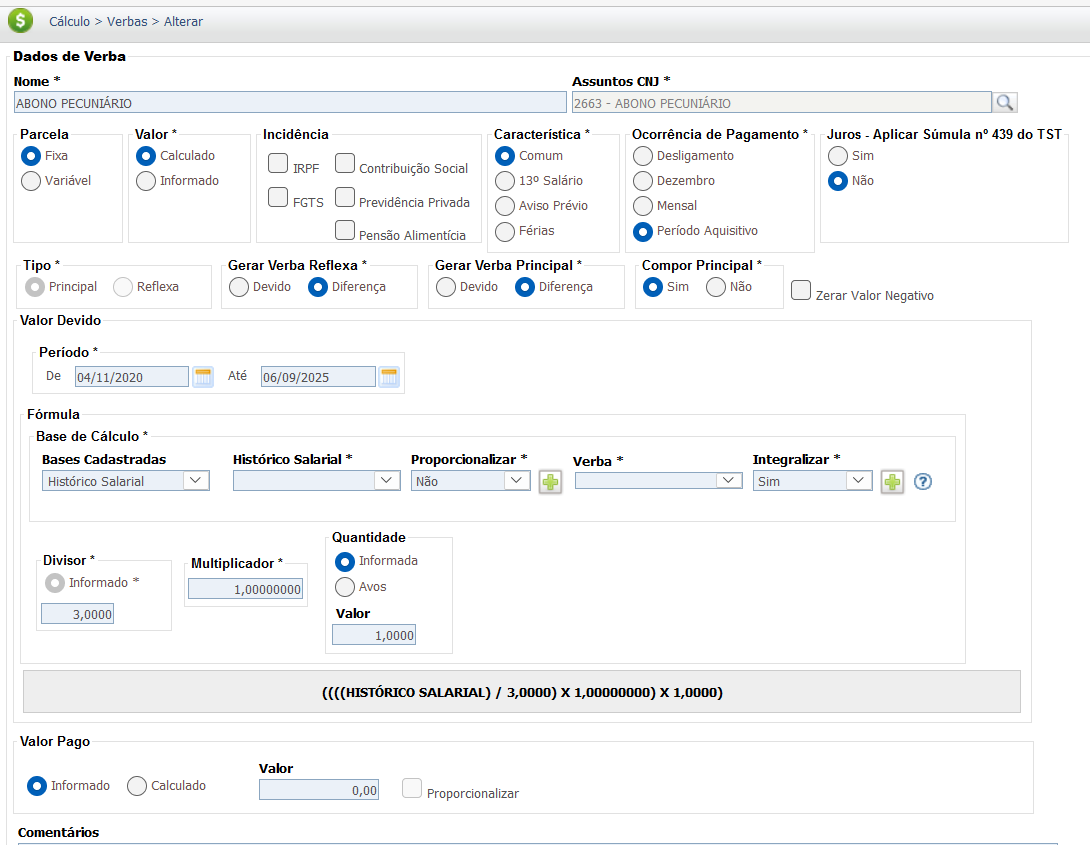 Cálculo > Verbas > Alterar
Dados de Verba
Nome * Assuntos CNJ *
ABONO PECUNIÁRIO 2663 - ABONO PECUNIÁRIO
Parcela Valor * Incidência Característica * Ocorrência de Pagamento * Juros - Aplicar Súmula nº 439 do TST
Fixa Calculado IRPF Contribuição Social Comum Desligamento Sim
Variável Informado FGTS Previdência Privada 13º Salário Dezembro Não
Pensão Alimentícia Aviso Prévio Mensal
Férias Período Aquisitivo
Tipo * Gerar Verba Reflexa * Gerar Verba Principal * Compor Principal *
Principal Reflexa Devido Diferença Devido Diferença Sim Não Zerar Valor Negativo
Valor Devido
Período *
De 04/11/2020 Até 06/09/2025
Fórmula
Base de Cálculo *
Bases Cadastradas Histórico Salarial * Proporcionalizar * Verba * Integralizar *
Histórico Salarial Não Sim ?
Quantidade
Divisor * Multiplicador * Informada
Informado * 1,00000000 Avos
3,0000 Valor
1,0000
((((HISTÓRICO SALARIAL) / 3,0000) X 1,00000000) X 1,0000)
Valor Pago
Valor
Informado Calculado 0,00 Proporcionalizar
Comentários